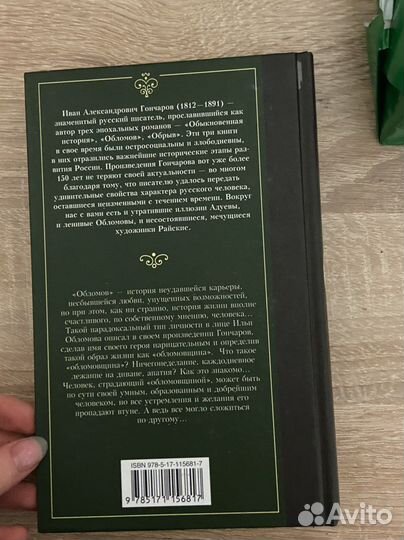 Иван Александрович Гончаров (1812—1891) —
знаменитый русский писатель, прославившийся как
автор трех эпохальных романов — «Обыкновенная
история», «Обломов», «Обрыв». Эти три книги
в свое время были остросоциальны и злободневны,
в них отразились важнейшие исторические этапы раз-
вития России. Произведения Гончарова вот уже более
150 лет не теряют своей актуальности — во многом
благодаря тому, что писателю удалось передать
удивительные свойства характера русского человека,
оставшиеся неизменными с течением времени. Вокруг
нас с вами есть и утратившие иллюзии Адуевы,
и ленивые Обломовы, и несостоявшиеся, мечущиеся
художники Райские.
«Обломов» — история неудавшейся карьеры,
несбывшейся любви, упущенных возможностей,
но при этом, как ни странно, история жизни вполне
счастливого, по собственному мнению, человека...
Такой парадоксальный тип личности в лице Ильи
Обломова описал в своем произведении Гончаров,
сделав имя своего героя нарицательным и определив
такой образ жизни как «обломовщина». Что такое
«обломовщина»? Ничегонеделание, каждодневное
лежание на диване, апатия? Как это знакомо...
Человек, страдающий «обломовщиной», может быть
по сути своей умным, образованным и добрейшим
человеком, но все устремления и желания его
пропадают втуне. А ведь все могло сложиться
по другому...
ISBN 978-5-17-115681-7
9 785171 156817
Avito